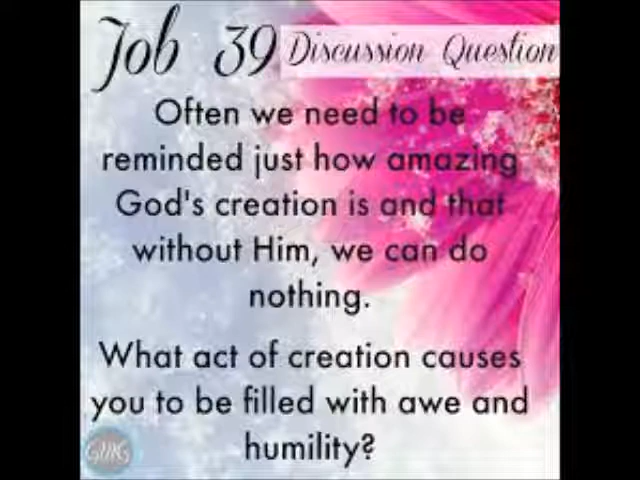 Job 39 Discussion Question
Often we need to be
reminded just how amazing
God's creation is and that
without Him, we can do
nothing.
What act of creation causes
you to be filled with awe and
humility?